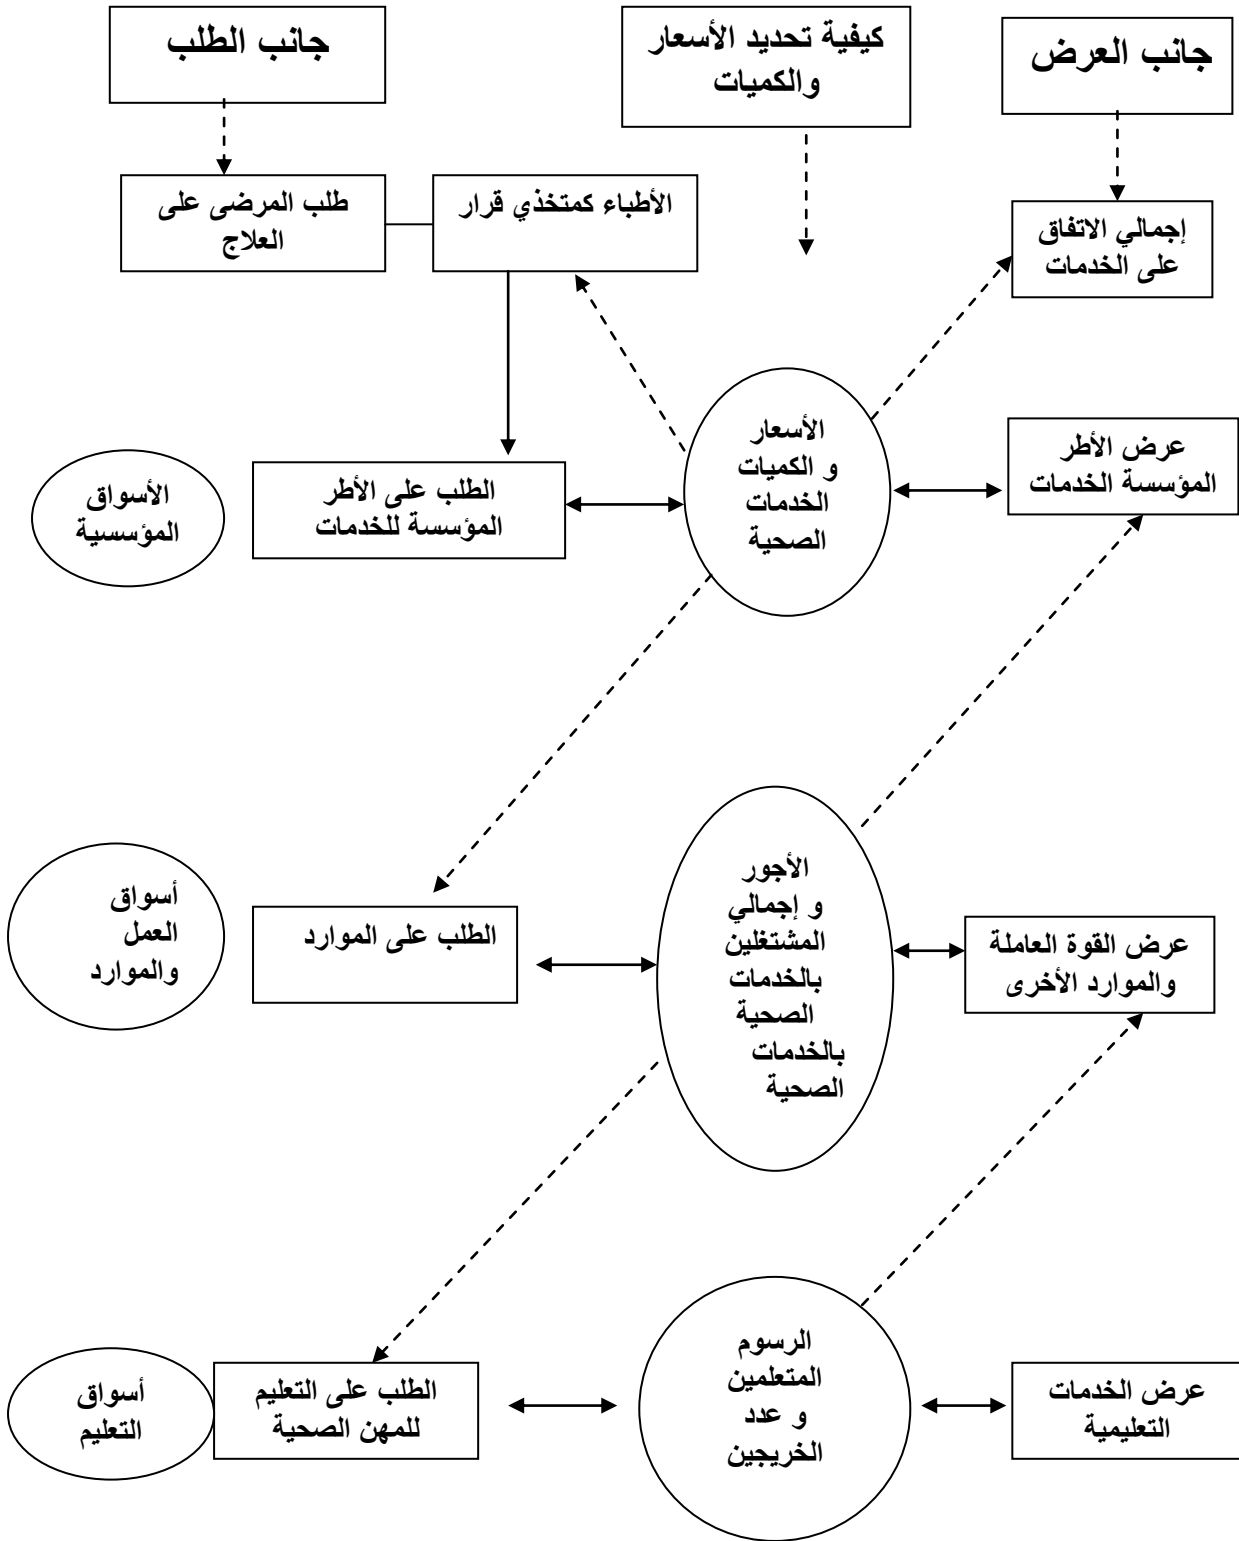 جانب العرض
كيفية تحديد الأسعار
والكميات
جانب الطلب
إجمالي الاتفاق
على الخدمات
الأطباء كمتخذي قرار
طلب المرضى على
العلاج
عرض الأطر
المؤسسة الخدمات
الأسعار
و الكميات
الخدمات
الصحية
الطلب على الأطر
المؤسسة للخدمات
الأسواق
المؤسسية
عرض القوة العاملة
والموارد الأخرى
الأجور
و إجمالي
المشتغلين
بالخدمات
الصحية
بالخدمات
الصحية
الطلب على الموارد
أسواق
العمل
والموارد
عرض الخدمات
التعليمية
الرسوم
المتعلمين
و عدد
الخريجين
الطلب على التعليم
للمهن الصحية
أسواق
التعليم